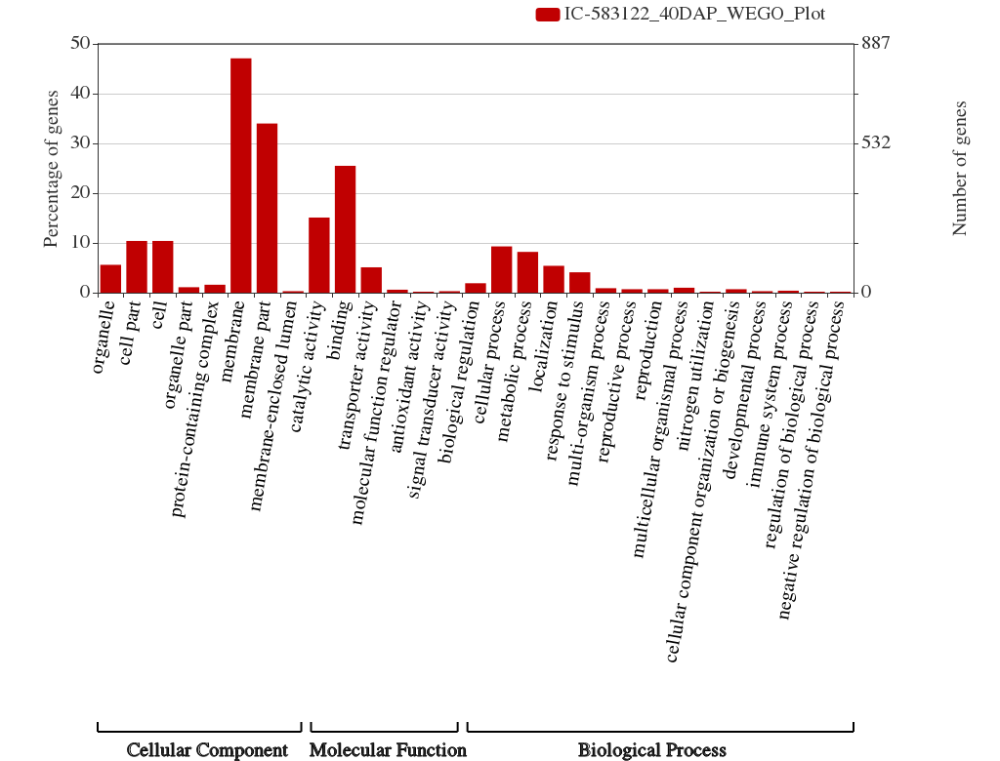 IC-583122_40DAP_WEGO_Plot
50
40
30
20
10
0
Percentage of genes
887
532
0
Number of genes
organelle
cell part
cell
organelle part
protein-containing complex
membrane
membrane part
membrane-enclosed lumen
catalytic activity
binding
transporter activity
molecular function regulator
antioxidant activity
signal transducer activity
biological regulation
cellular process
metabolic process
localization
response to stimulus
multi-organism process
reproductive process
reproduction
multicellular organismal process
nitrogen utilization
cellular component organization or biogenesis
developmental process
immune system process
regulation of biological process
negative regulation of biological process
Cellular Component
Molecular Function
Biological Process